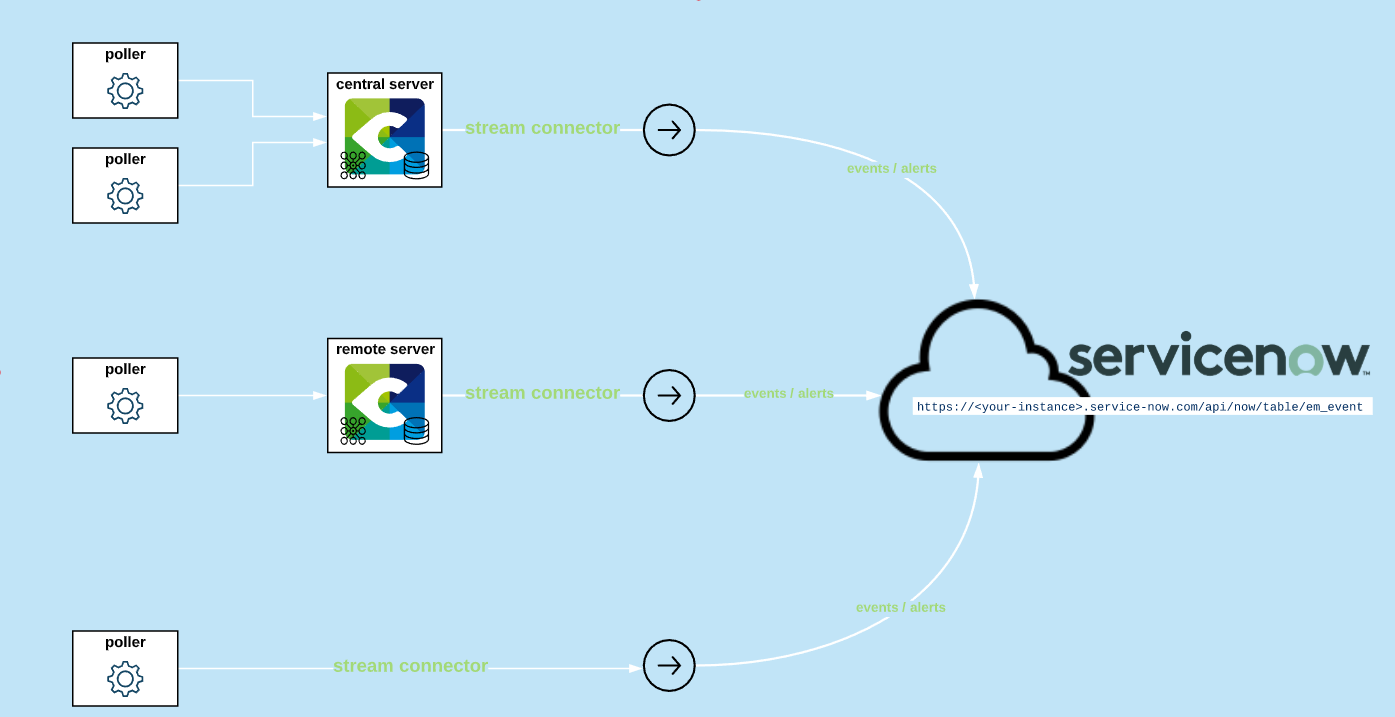 poller
central server
poller
stream connector
events / alerts
poller
remote server
stream connector
events / alerts
servicenow™
https://<your-instance>.service-now.com/api/now/table/em_event
poller
stream connector
events / alerts